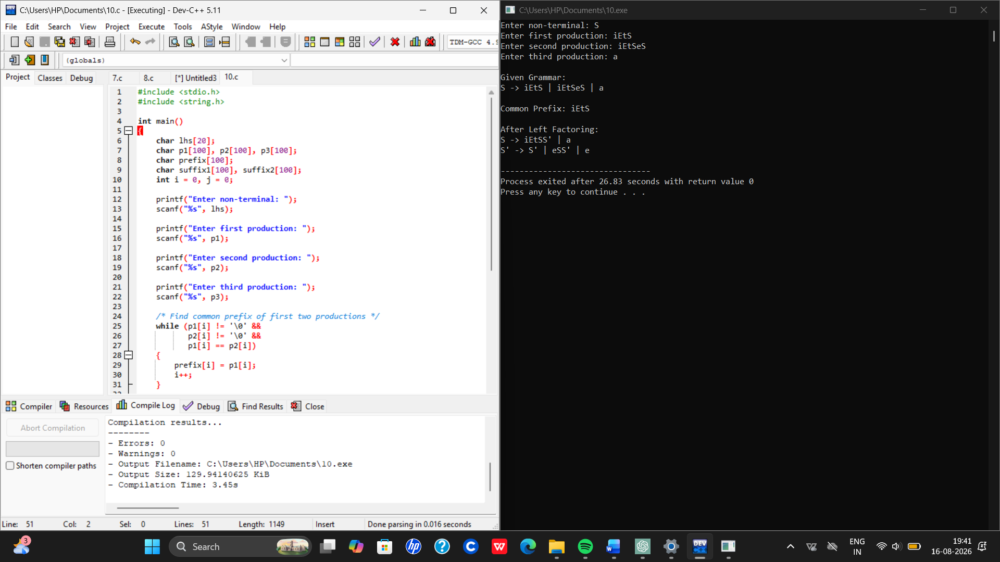 C:\Users\HP\Documents\10.c - [Executing] - Dev-C++ 5.11
File Edit Search View Project Execute Tools AStyle Window Help
TDM-GCC 4.9
(globals)
Project Classes Debug
7.c 8.c [*] Untitled3 10.c
1 #include <stdio.h>
2 #include <string.h>
3
4 int main()
5 {
6 char lhs[20];
7 char p1[100], p2[100], p3[100];
8 char prefix[100];
9 char suffix1[100], suffix2[100];
10 int i = 0, j = 0;
11
12 printf("Enter non-terminal: ");
13 scanf("%s", lhs);
14
15 printf("Enter first production: ");
16 scanf("%s", p1);
17
18 printf("Enter second production: ");
19 scanf("%s", p2);
20
21 printf("Enter third production: ");
22 scanf("%s", p3);
23
24 /* Find common prefix of first two productions */
25 while (p1[i] != '\0' &&
26 p2[i] != '\0' &&
27 p1[i] == p2[i])
28 {
29 prefix[i] = p1[i];
30 i++;
31 }
Compiler Resources Compile Log Debug Find Results Close
Abort Compilation
Shorten compiler paths
Compilation results...
--------
- Errors: 0
- Warnings: 0
- Output Filename: C:\Users\HP\Documents\10.exe
- Output Size: 129.94140625 KiB
- Compilation Time: 3.45s
Line: 51 Col: 2 Sel: 0 Lines: 51 Length: 1149 Insert Done parsing in 0.016 seconds
C:\Users\HP\Documents\10.exe
Enter non-terminal: S
Enter first production: iEtS
Enter second production: iEtSeS
Enter third production: a
Given Grammar:
S -> iEtS | iEtSeS | a
Common Prefix: iEtS
After Left Factoring:
S -> iEtSS' | a
S' -> S' | eSS' | e
--------------------------------
Process exited after 26.83 seconds with return value 0
Press any key to continue . . .
3
Search
hp
DEV C++
ENG
IN
19:41
16-08-2026